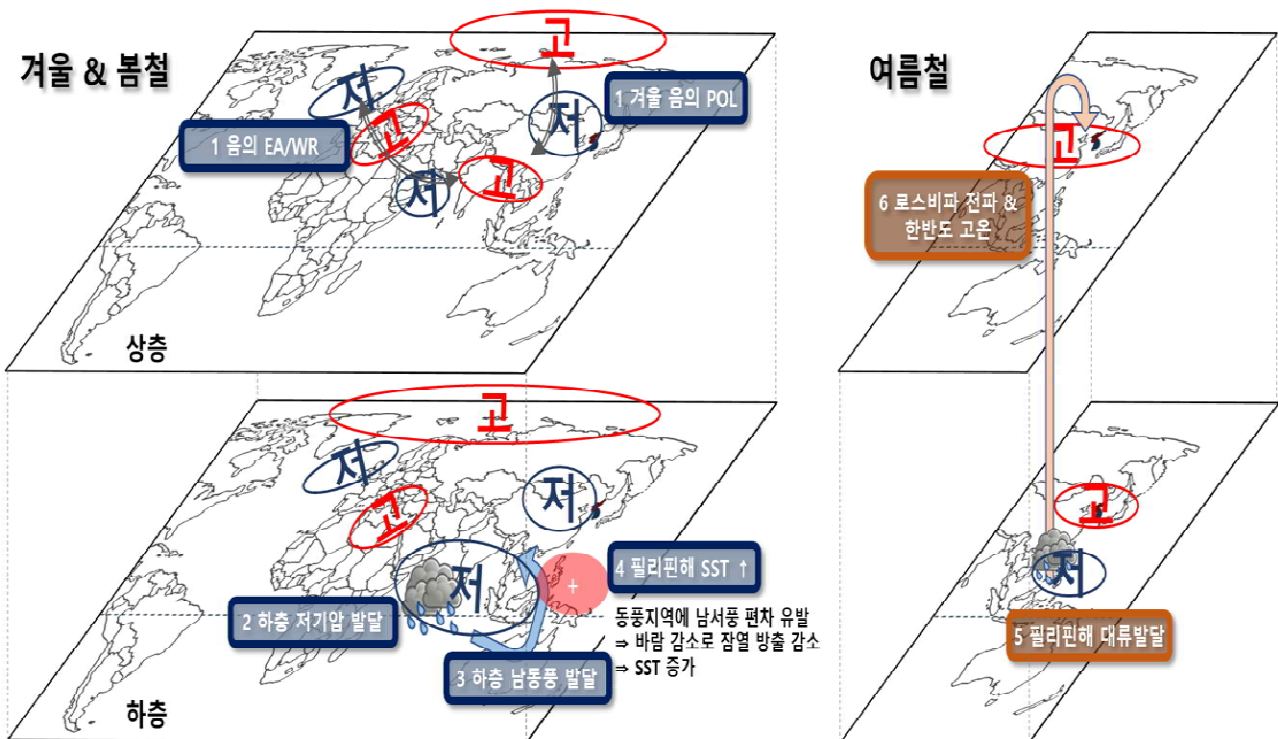 겨울 & 봄철
고
저
1 겨울 음의 POL
고
저
1 음의 EA/WR
고
저
상층
고
저
저
고
저
+
4 필리핀해 SST ↑
동풍지역에 남서풍 편차 유발
⇒ 바람 감소로 잠열 방출 감소
⇒ SST 증가
2 하층 저기압 발달
3 하층 남동풍 발달
하층
여름철
고
6 로스비파 전파 &
한반도 고온
고
저
5 필리핀해 대류발달